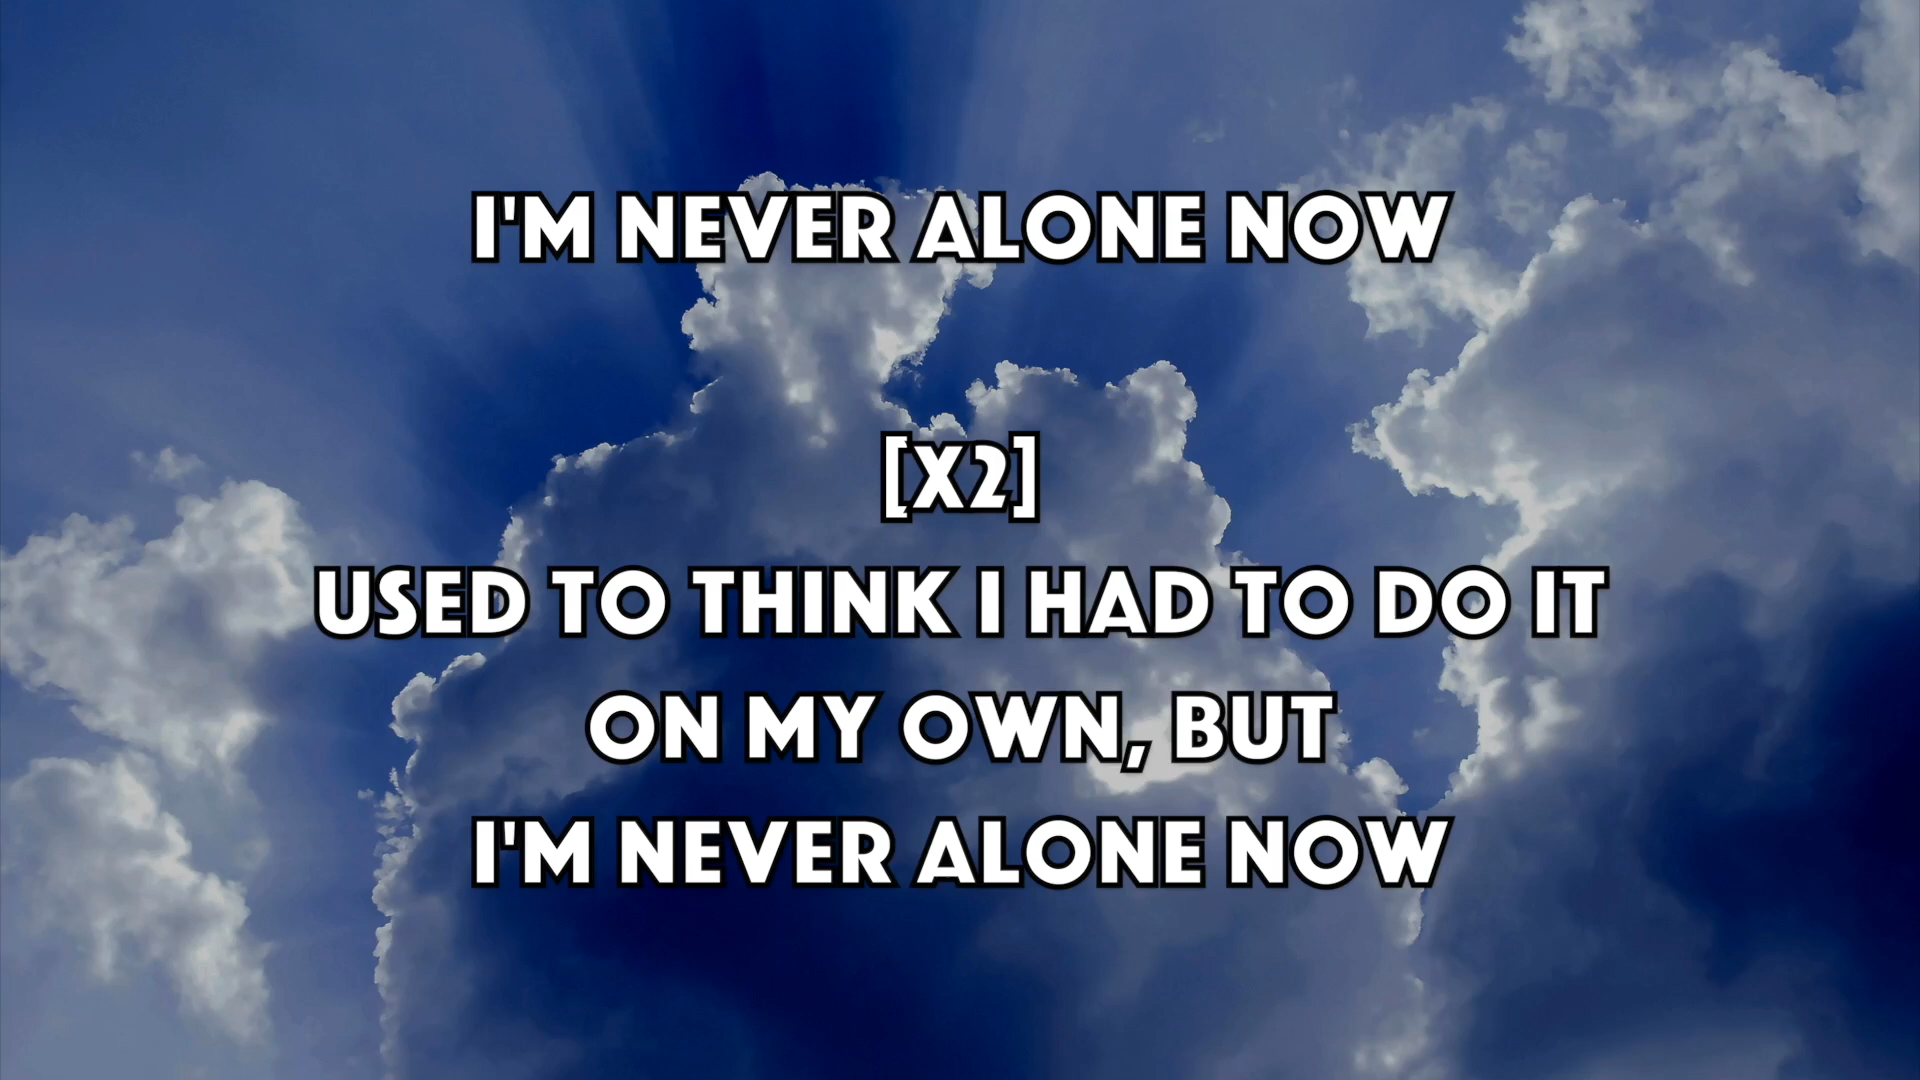 I'M NEVER ALONE NOW
[X2]
USED TO THINK I HAD TO DO IT
ON MY OWN, BUT
I'M NEVER ALONE NOW